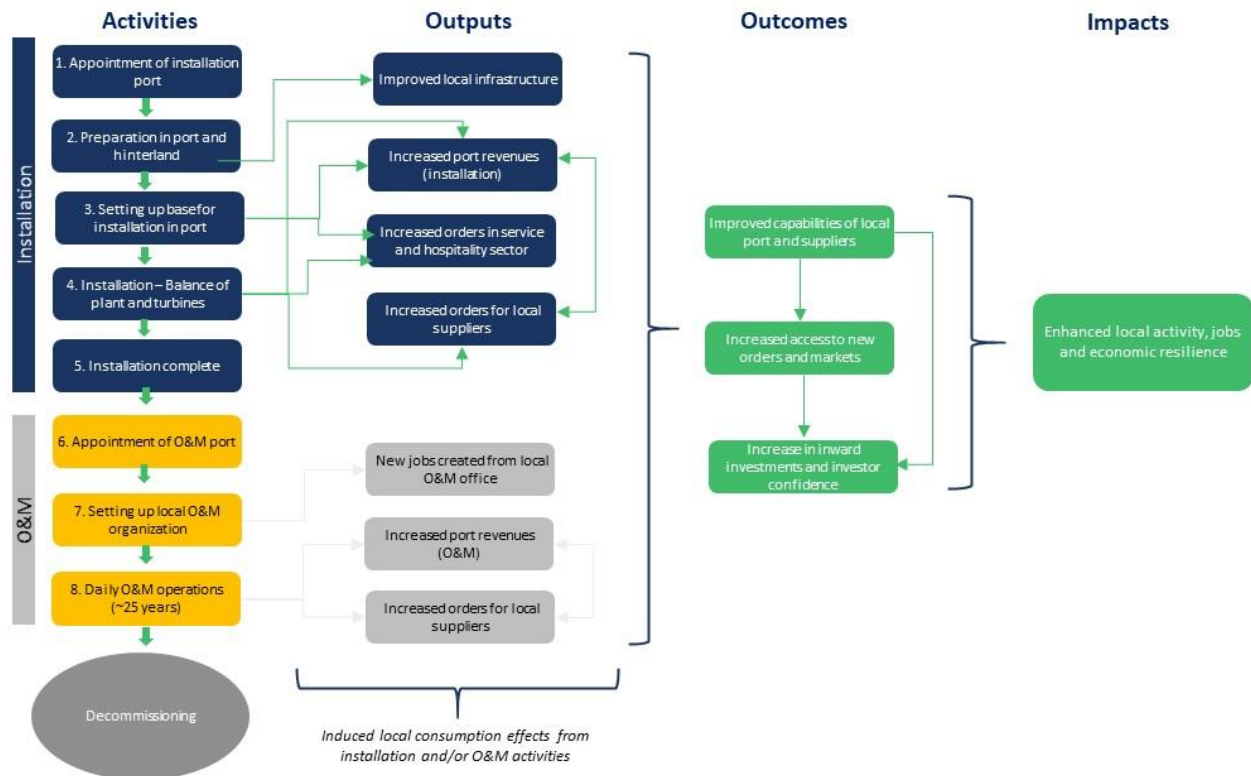 Activities
Outputs
Outcomes
Impacts
Installation
1. Appointment of installation
port
2. Preparation in port and
hinterland
3. Setting up base for
installation in port
4. Installation – Balance of
plant and turbines
5. Installation complete
Improved local infrastructure
Increased port revenues
(installation)
Increased orders in service
and hospitality sector
Increased orders for local
suppliers
O&M
6. Appointment of O&M port
7. Setting up local O&M
organization
8. Daily O&M operations
(~25 years)
Decommissioning
New jobs created from local
O&M office
Increased port revenues
(O&M)
Increased orders for local
suppliers
Induced local consumption effects from
installation and/or O&M activities
Improved capabilities of local
port and suppliers
Increased access to new
orders and markets
Increase in inward
investments and investor
confidence
Enhanced local activity, jobs
and economic resilience